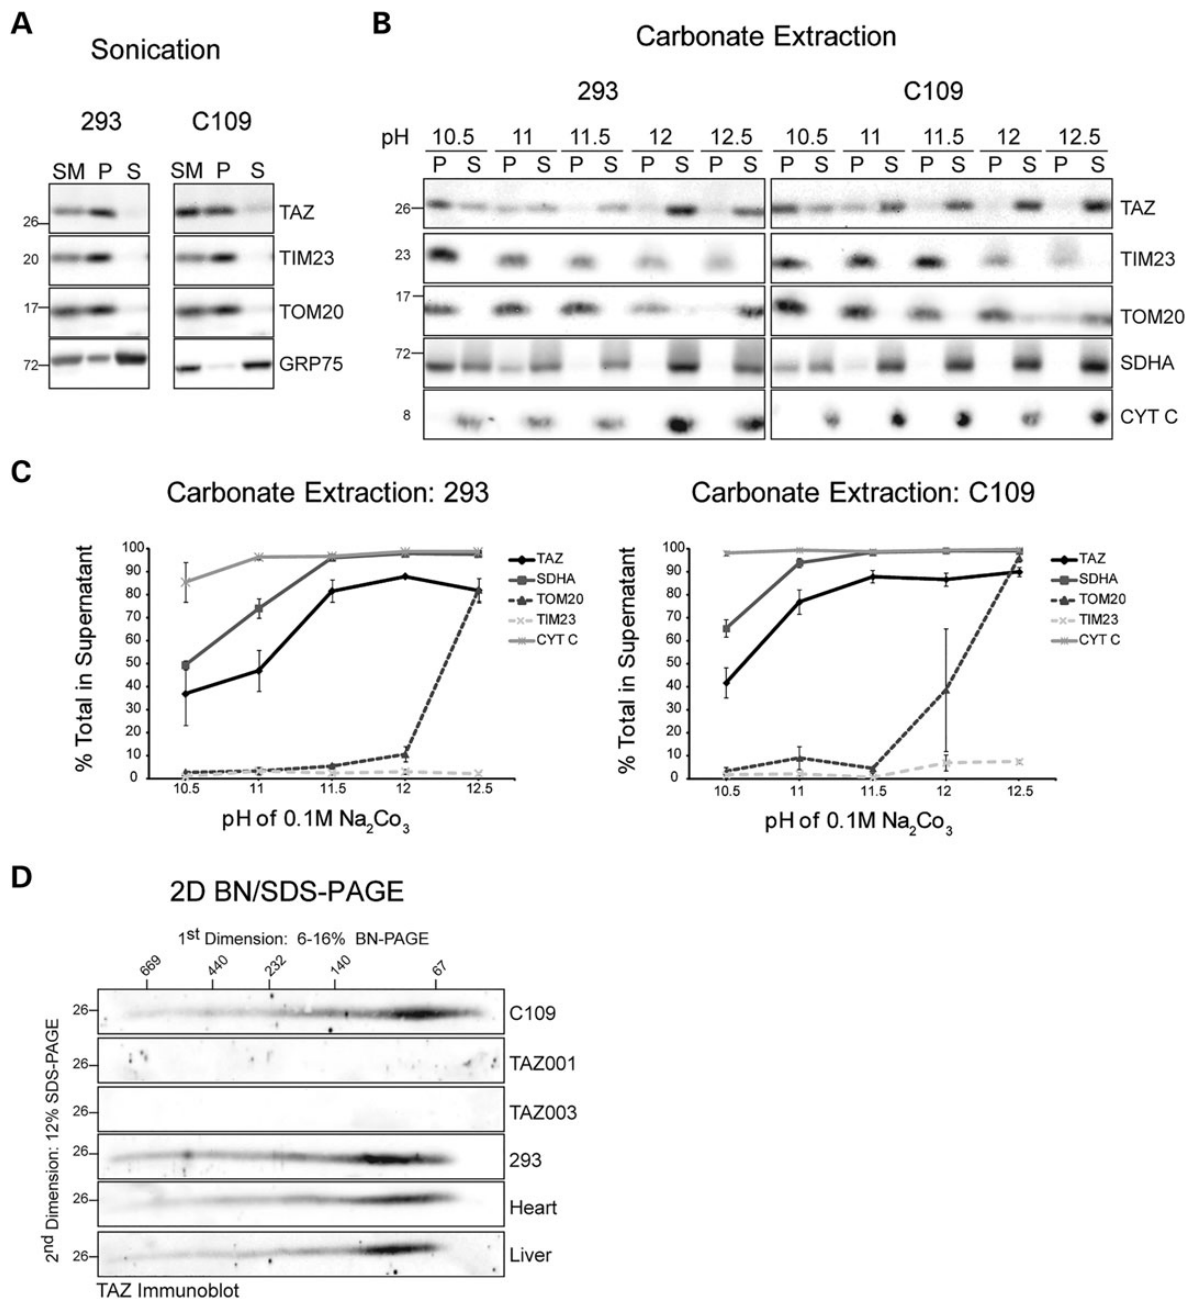 A
Sonication
293 C109
SM P S SM P S
26 TAZ
20 TIM23
17 TOM20
72 GRP75
B
Carbonate Extraction
293 C109
pH 10.5 11 11.5 12 12.5 10.5 11 11.5 12 12.5
P S P S P S P S P S P S P S P S P S P S
26 TAZ
23 TIM23
17 TOM20
72 SDHA
8 CYT C
C
Carbonate Extraction: 293
% Total in Supernatant
100
90
80
70
60
50
40
30
20
10
0
10.5 11 11.5 12 12.5
pH of 0.1M Na₂Co₃
TAZ
SDHA
TOM20
TIM23
CYT C
Carbonate Extraction: C109
% Total in Supernatant
100
90
80
70
60
50
40
30
20
10
0
10.5 11 11.5 12 12.5
pH of 0.1M Na₂Co₃
TAZ
SDHA
TOM20
TIM23
CYT C
D
2D BN/SDS-PAGE
1st Dimension: 6-16% BN-PAGE
669 440 232 140 67
2nd Dimension: 12% SDS-PAGE
26 C109
26 TAZ001
26 TAZ003
26 293
26 Heart
26 Liver
TAZ Immunoblot